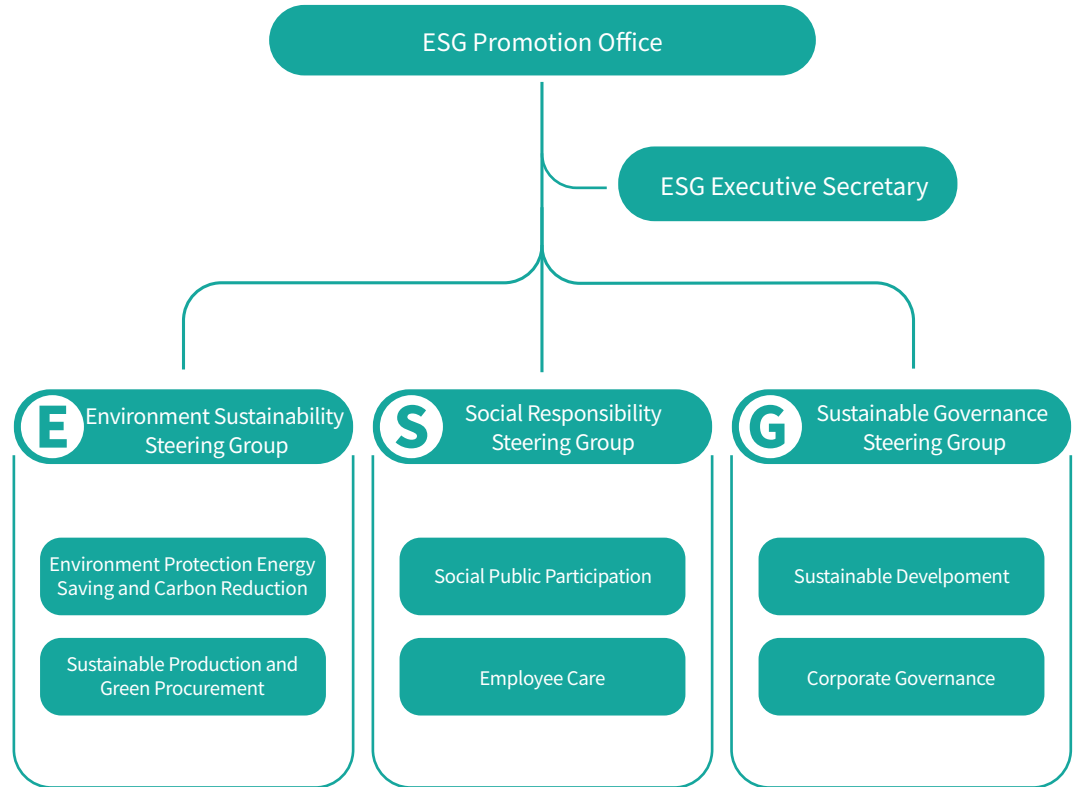 ESG Promotion Office
ESG Executive Secretary
E
Environment Sustainability
Steering Group
Environment Protection Energy
Saving and Carbon Reduction
Sustainable Production and
Green Procurement
S
Social Responsibility
Steering Group
Social Public Participation
Employee Care
G
Sustainable Governance
Steering Group
Sustainable Develpoment
Corporate Governance